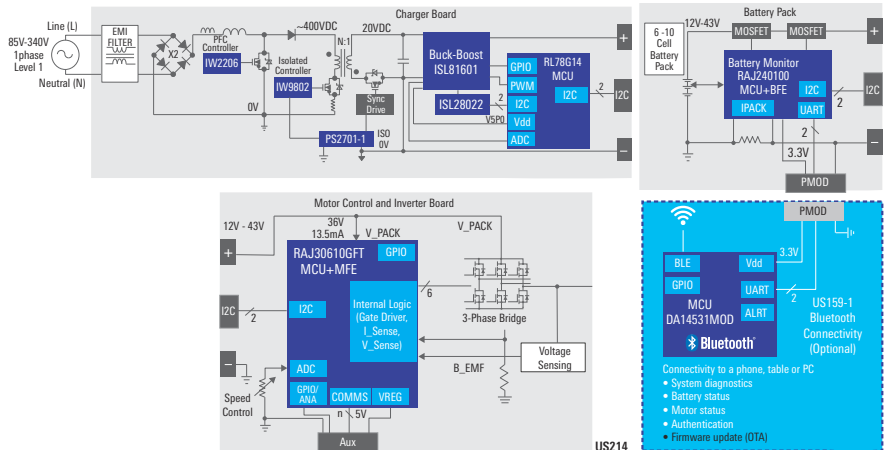 Charger Board
Line (L)
85V-340V
1phase
Level 1
Neutral (N)
EMI
FILTER
X2
PFC
Controller
IW2206
Isolated
Controller
IW9802
0V
~400VDC
N:1
20VDC
Sync
Drive
PS2701-1
ISO
0V
Buck-Boost
ISL81601
ISL28022
2
V5P0
RL78G14
MCU
GPIO
PWM
I2C
Vdd
ADC
I2C
2
I2C
+
−
Battery Pack
6 -10
Cell
Battery
Pack
12V-43V
MOSFET
MOSFET
Battery Monitor
RAJ240100
MCU+BFE
IPACK
I2C
UART
2
I2C
2
3.3V
PMOD
+
−
Motor Control and Inverter Board
12V - 43V
36V
13.5mA
V_PACK
V_PACK
+
I2C
2
−
RAJ30610GFT
MCU+MFE
GPIO
I2C
Internal Logic
(Gate Driver,
I_Sense,
V_Sense)
ADC
GPIO/
ANA
COMMS
VREG
6
3-Phase Bridge
B_EMF
Voltage
Sensing
Speed
Control
n
5V
Aux
US214
PMOD
3.3V
BLE
GPIO
Vdd
UART
ALRT
2
MCU
DA14531MOD
Bluetooth®
US159-1
Bluetooth
Connectivity
(Optional)
Connectivity to a phone, table or PC
• System diagnostics
• Battery status
• Motor status
• Authentication
• Firmware update (OTA)